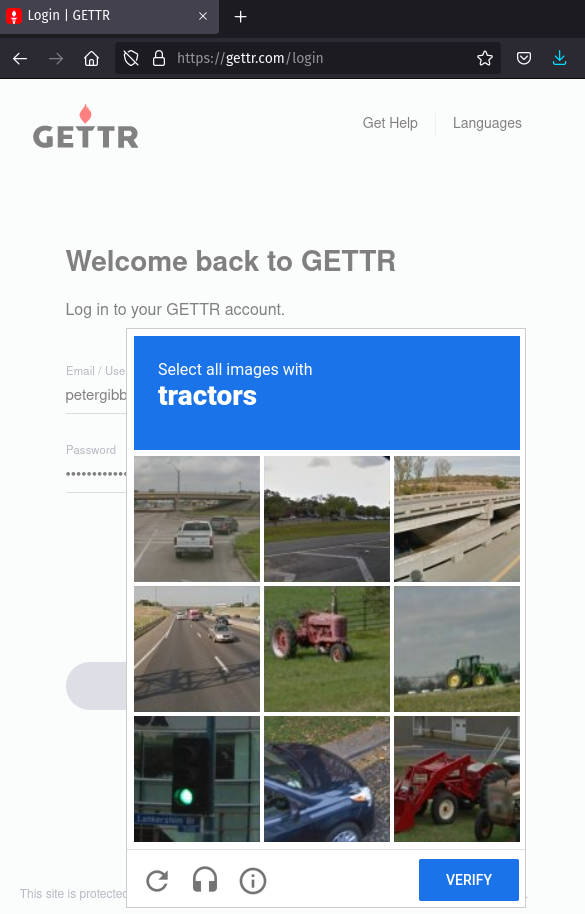 Login | GETTR
https://gettr.com/login
GETTR
Get Help
Languages
Welcome back to GETTR
Log in to your GETTR account.
Email / Use
petergibb
Password
Select all images with
tractors
Lankershim Bl
VERIFY
This site is protected